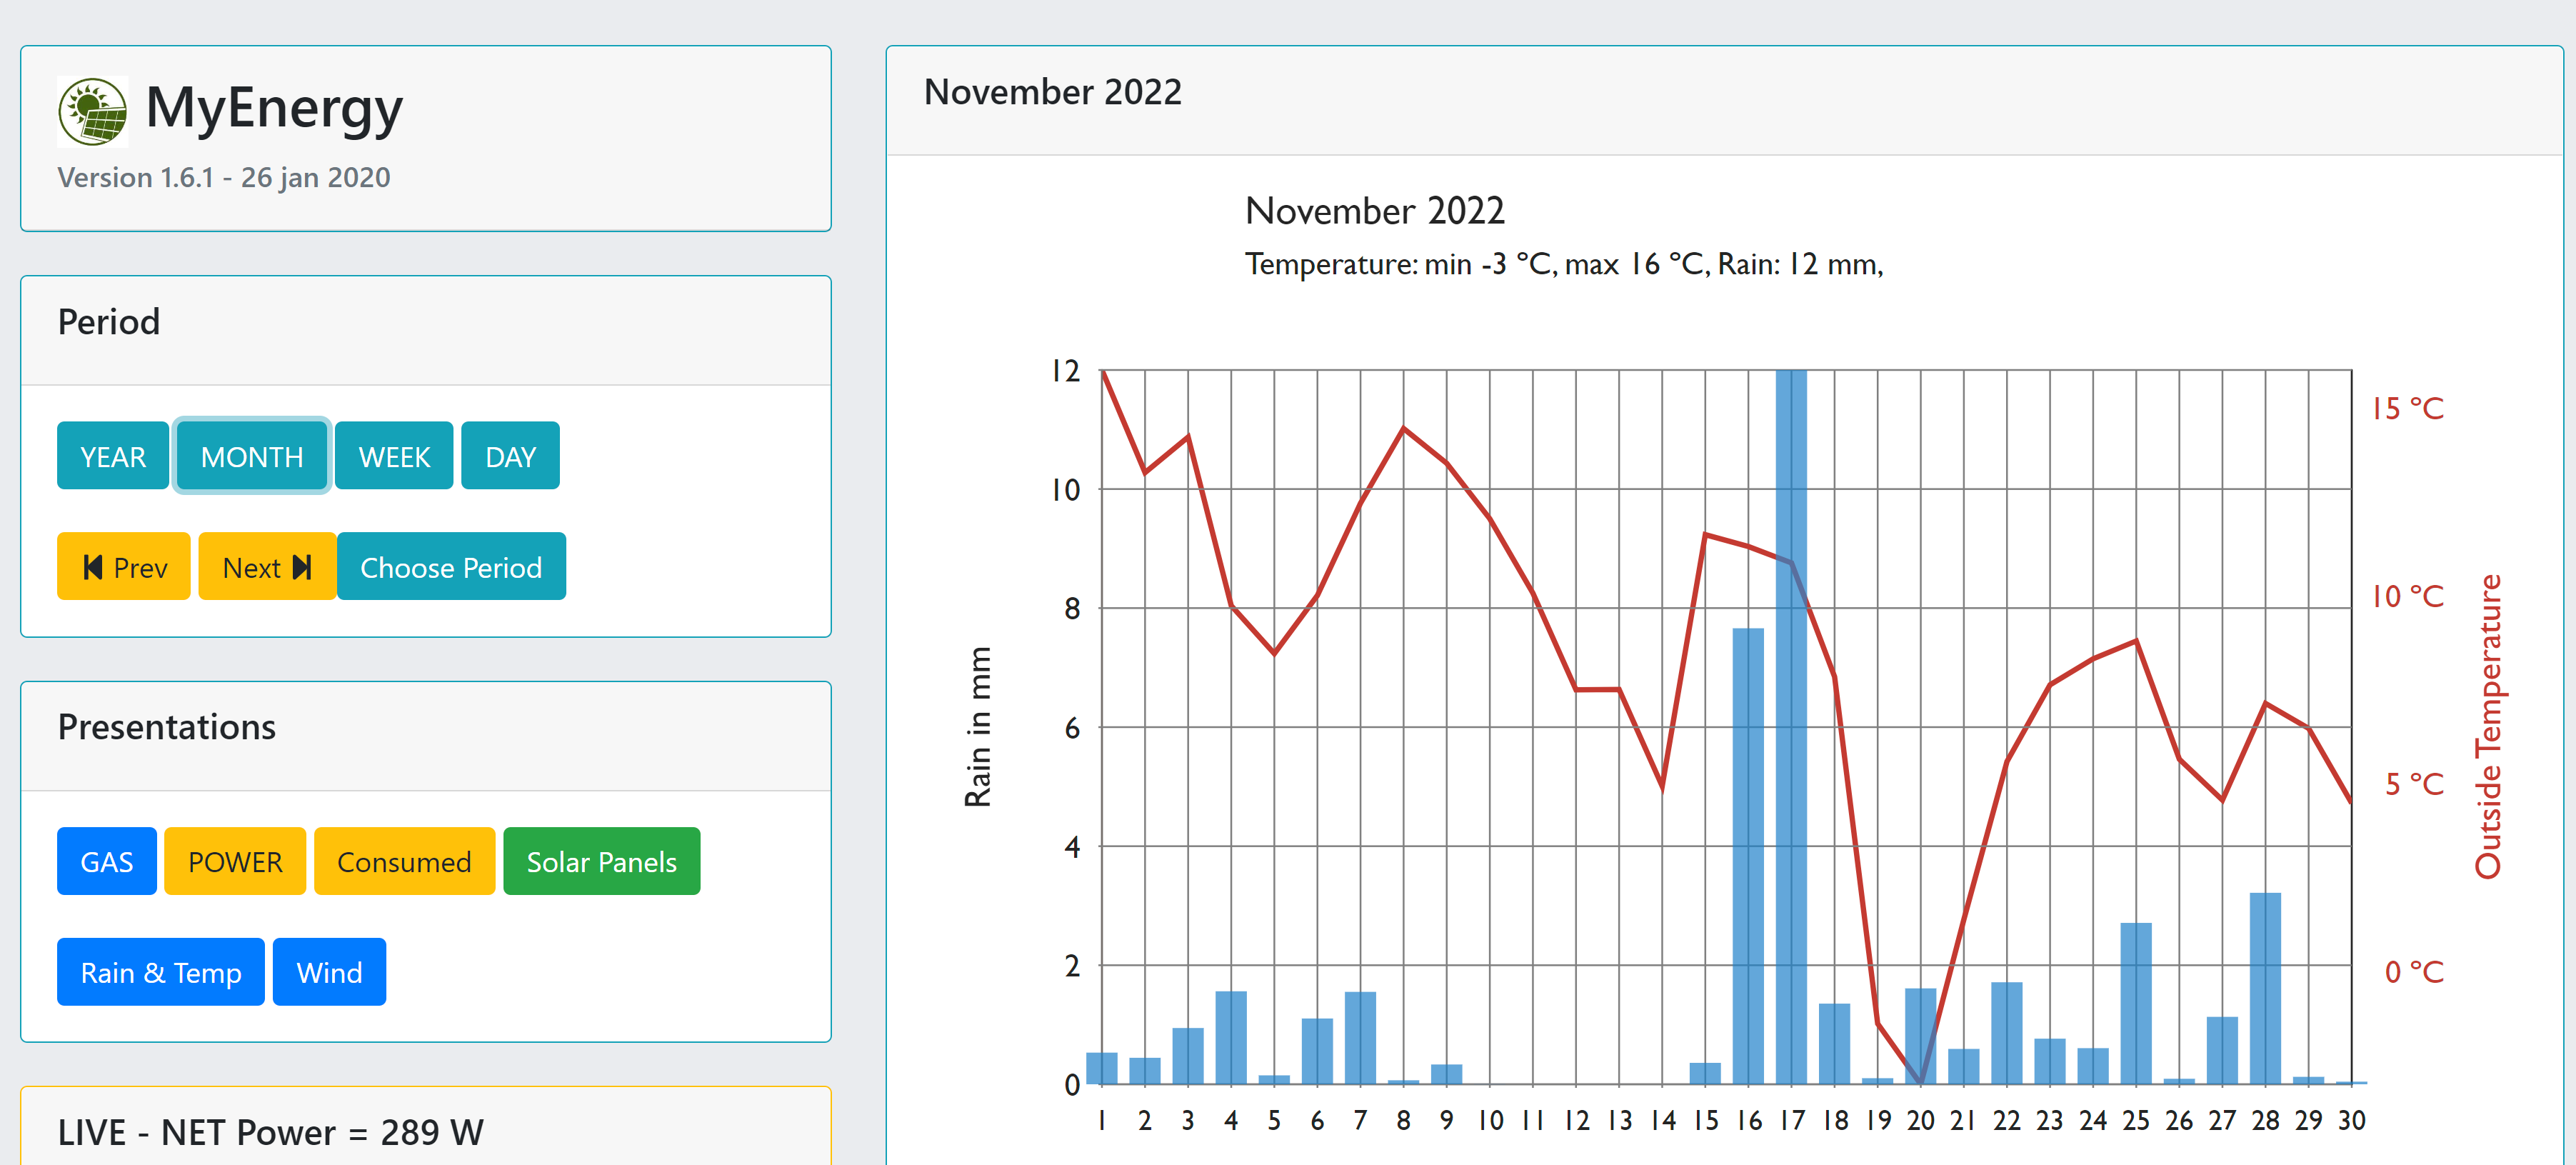 MyEnergy
Version 1.6.1 - 26 jan 2020
Period
YEAR MONTH WEEK DAY
Prev Next Choose Period
Presentations
GAS POWER Consumed Solar Panels
Rain & Temp Wind
LIVE - NET Power = 289 W
November 2022
November 2022
Temperature: min -3 °C, max 16 °C, Rain: 12 mm,
Rain in mm
12
10
8
6
4
2
0
1 2 3 4 5 6 7 8 9 10 11 12 13 14 15 16 17 18 19 20 21 22 23 24 25 26 27 28 29 30
15 °C
10 °C
5 °C
0 °C
Outside Temperature